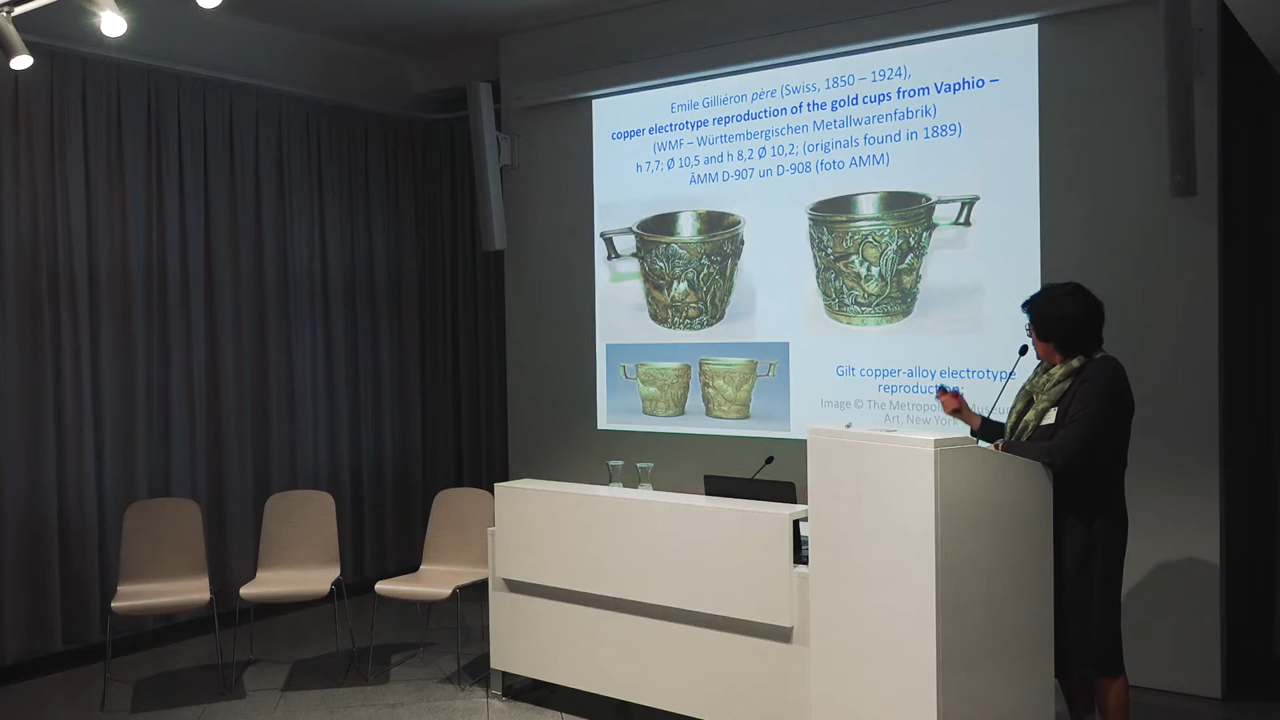 Emile Gilliéron père (Swiss, 1850 – 1924),
copper electrotype reproduction of the gold cups from Vaphio –
(WMF – Württembergischen Metallwarenfabrik)
h 7,7; Ø 10,5 and h 8,2 Ø 10,2; (originals found in 1889)
ĀMM D-907 un D-908 (foto AMM)
Gilt copper-alloy electrotype
reproduction;
Image © The Metropolitan Museum
Art, New York